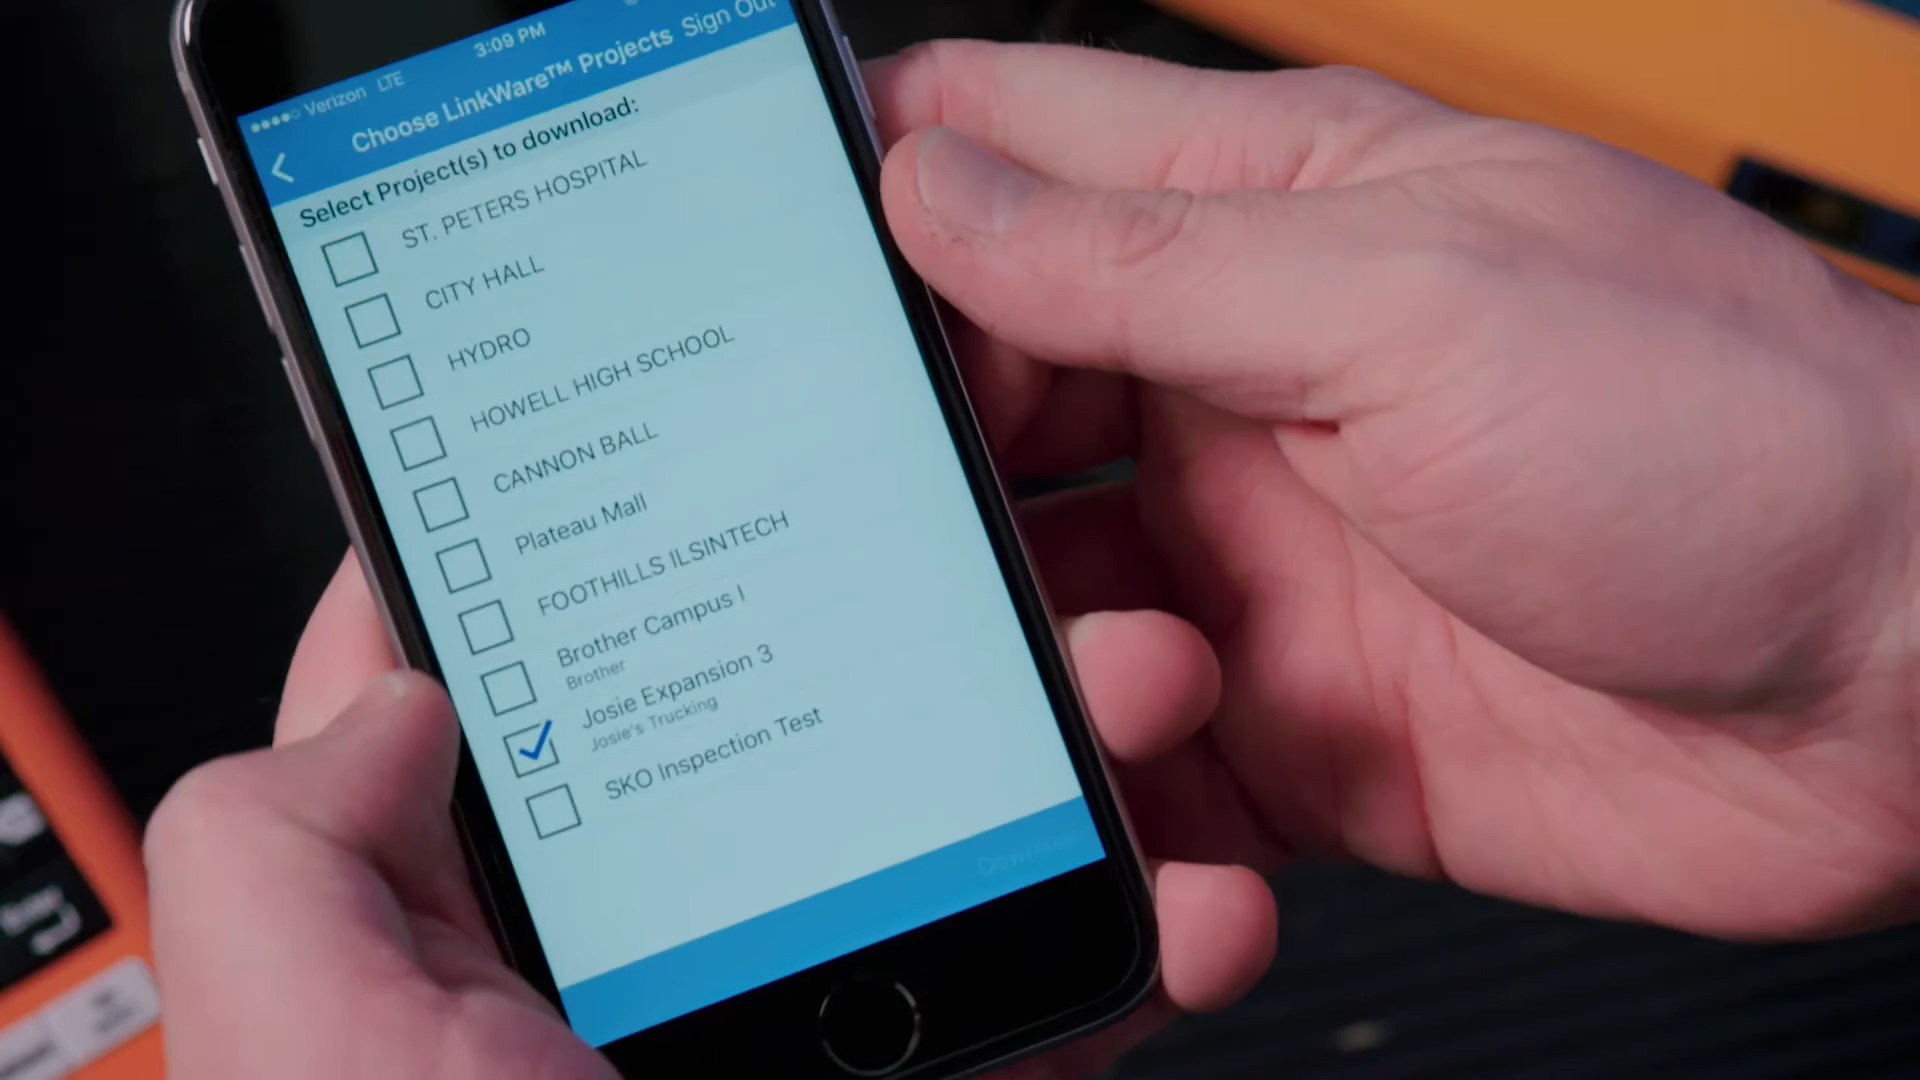 Verizon LTE 3:09 PM
Choose LinkWare™ Projects Sign Out
Select Project(s) to download:
ST. PETERS HOSPITAL
CITY HALL
HYDRO
HOWELL HIGH SCHOOL
CANNON BALL
Plateau Mall
FOOTHILLS ILSINTECH
Brother Campus I
Brother
Josie Expansion 3
Josie's Trucking
SKO Inspection Test